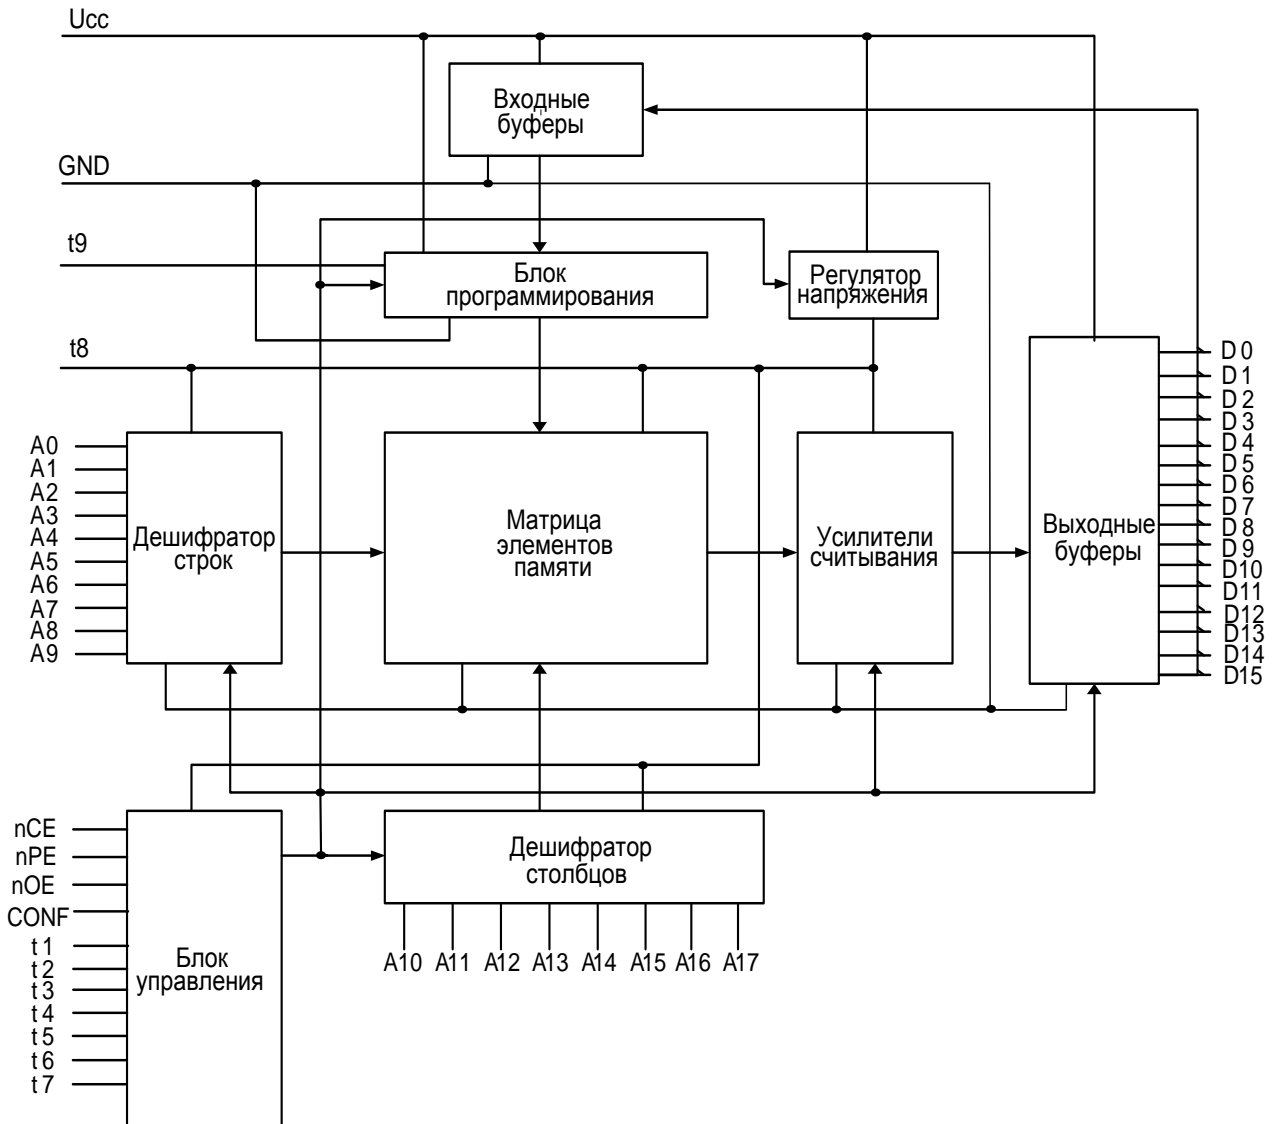 Ucc
Входные
буферы
GND
t9
Блок
программирования
Регулятор
напряжения
t8
D0
D1
D2
D3
D4
D5
D6
D7
D8
D9
D10
D11
D12
D13
D14
D15
A0
A1
A2
A3
A4
A5
A6
A7
A8
A9
Дешифратор
строк
Матрица
элементов
памяти
Усилители
считывания
Выходные
буферы
nCE
nPE
nOE
CONF
t1
t2
t3
t4
t5
t6
t7
Блок
управления
Дешифратор
столбцов
A10 A11 A12 A13 A14 A15 A16 A17